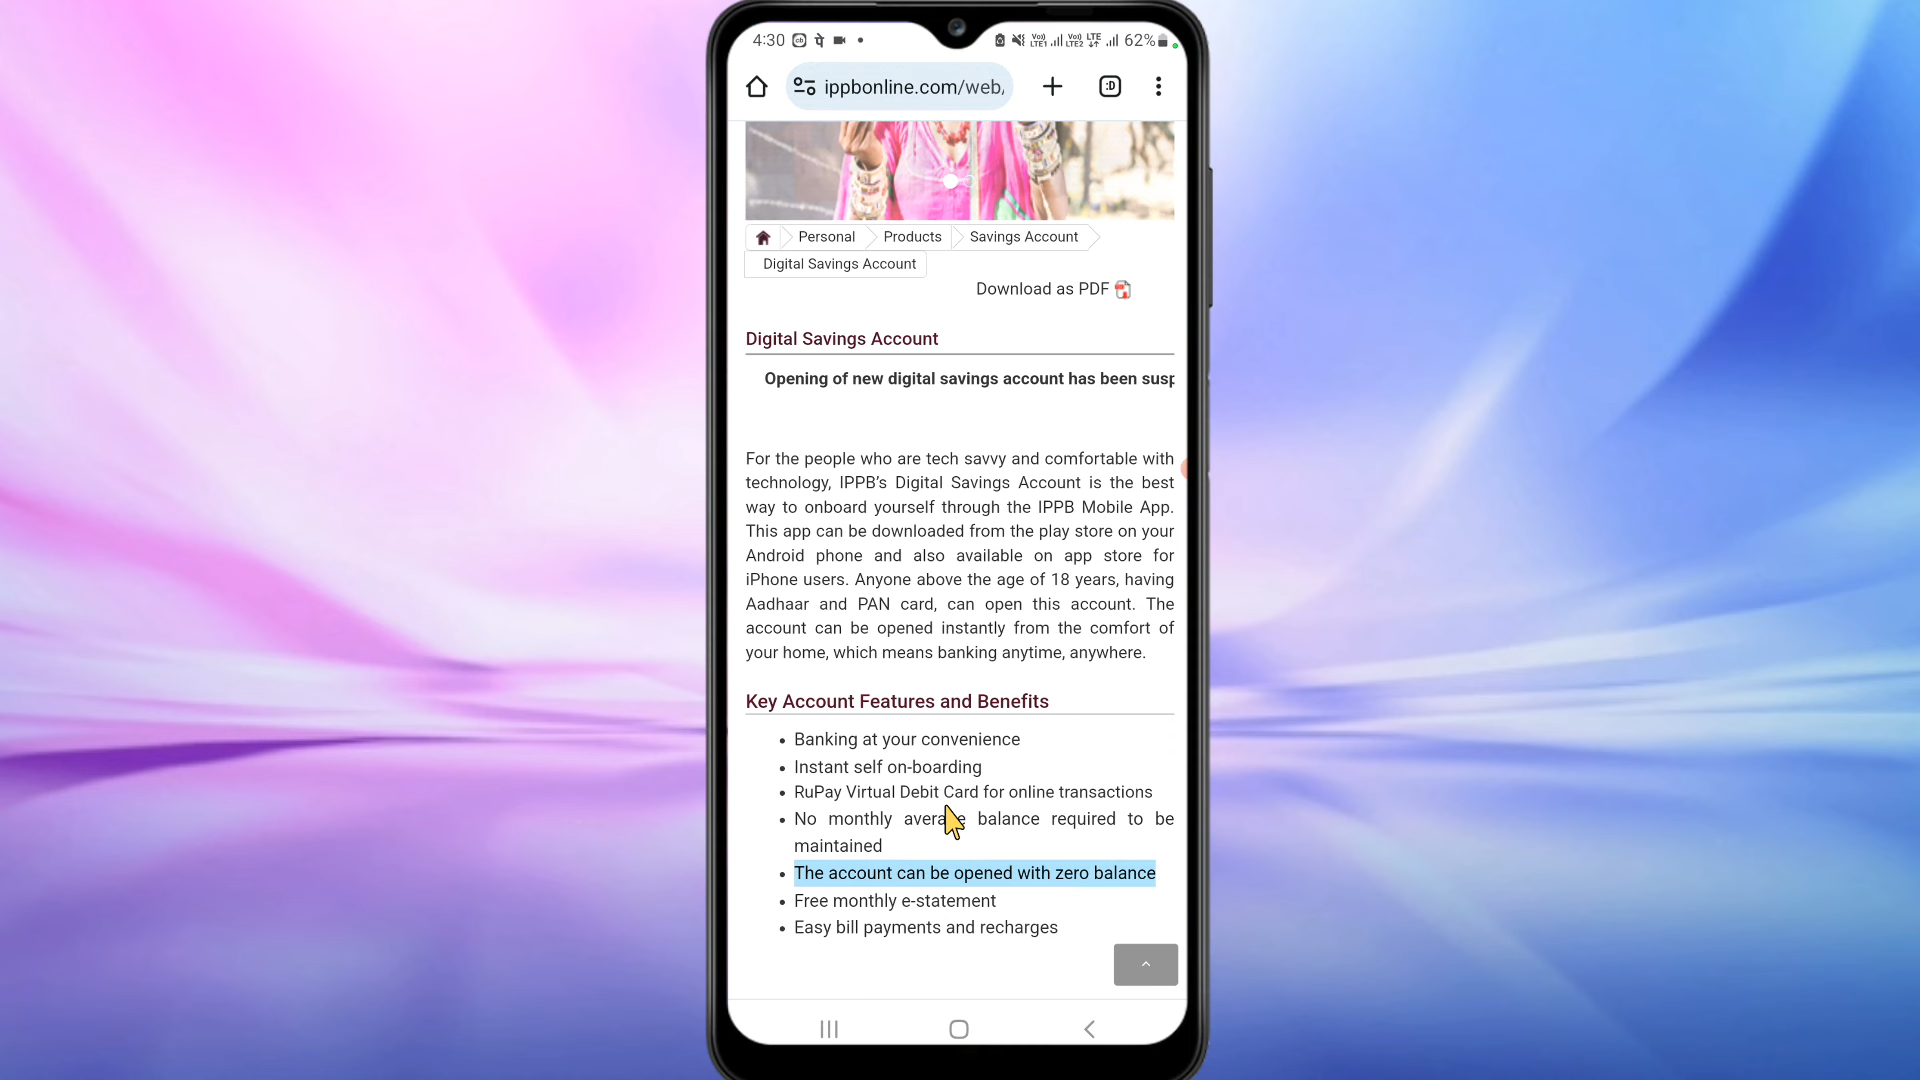 4:30 62%
ippbonline.com/web/
:D
Personal Products Savings Account
Digital Savings Account
Download as PDF
Digital Savings Account
Opening of new digital savings account has been susp
For the people who are tech savvy and comfortable with
technology, IPPB's Digital Savings Account is the best
way to onboard yourself through the IPPB Mobile App.
This app can be downloaded from the play store on your
Android phone and also available on app store for
iPhone users. Anyone above the age of 18 years, having
Aadhaar and PAN card, can open this account. The
account can be opened instantly from the comfort of
your home, which means banking anytime, anywhere.
Key Account Features and Benefits
• Banking at your convenience
• Instant self on-boarding
• RuPay Virtual Debit Card for online transactions
• No monthly average balance required to be
maintained
• The account can be opened with zero balance
• Free monthly e-statement
• Easy bill payments and recharges